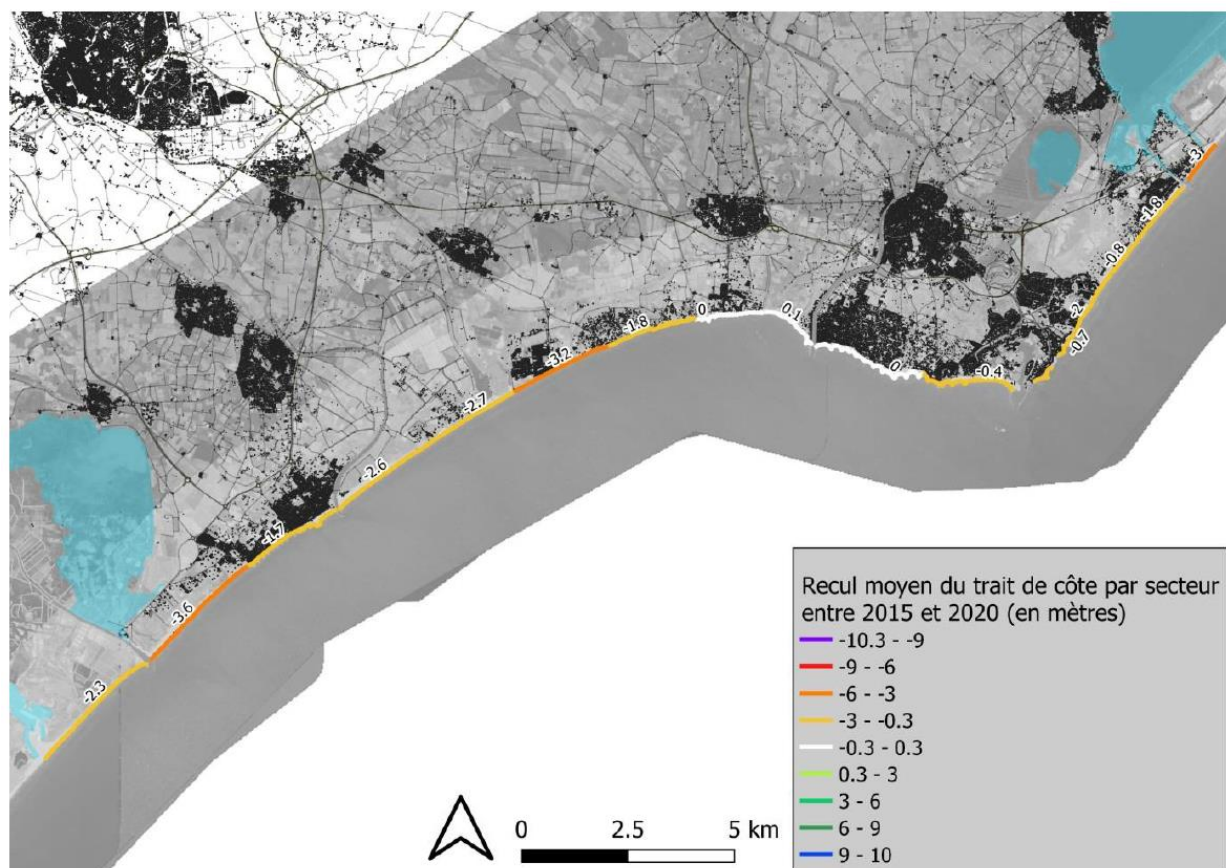 -3
-1.8
-0.8
-2
-0.7
0
0.1
-1.8
-3.2
0
-0.4
-2.7
-2.6
-1.7
-3.6
-2.3
Recul moyen du trait de côte par secteur
entre 2015 et 2020 (en mètres)
-10.3 - -9
-9 - -6
-6 - -3
-3 - -0.3
-0.3 - 0.3
0.3 - 3
3 - 6
6 - 9
9 - 10
0 2.5 5 km